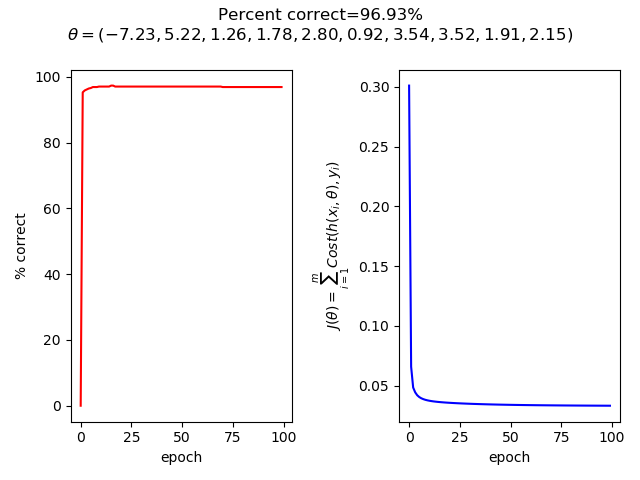 Percent correct=96.93%
θ = (−7.23, 5.22, 1.26, 1.78, 2.80, 0.92, 3.54, 3.52, 1.91, 2.15)
% correct
100
80
60
40
20
0
0 25 50 75 100
epoch
J(θ) = ∑_{i=1}^{m} Cost(h(x_i, θ), y_i)
0.30
0.25
0.20
0.15
0.10
0.05
0 25 50 75 100
epoch